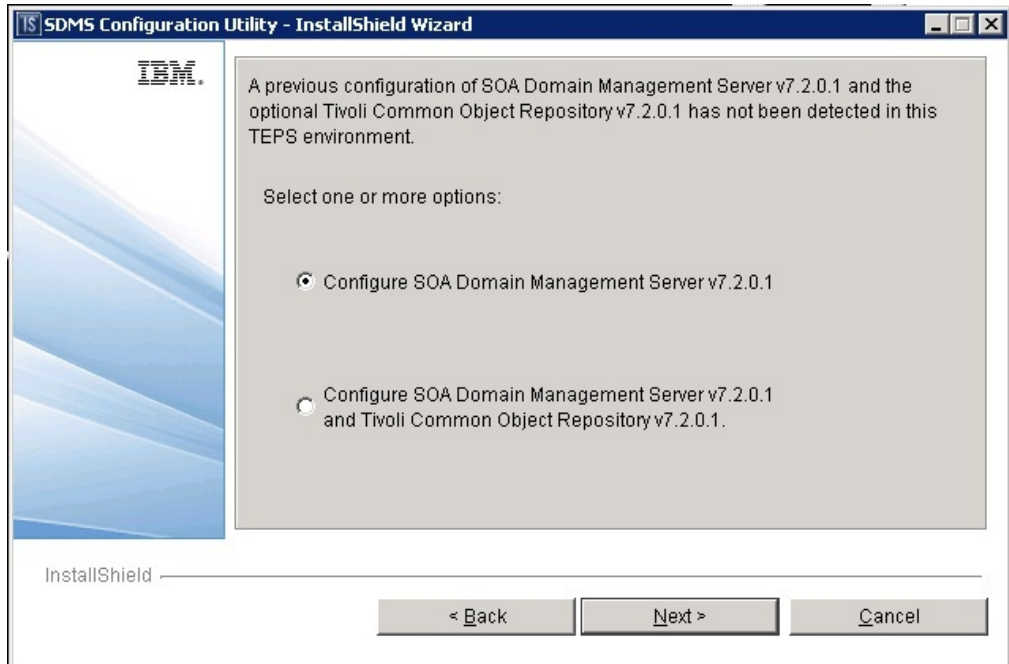 TS SDMS Configuration Utility - InstallShield Wizard
IBM.
A previous configuration of SOA Domain Management Server v7.2.0.1 and the
optional Tivoli Common Object Repository v7.2.0.1 has not been detected in this
TEPS environment.
Select one or more options:
Configure SOA Domain Management Server v7.2.0.1
Configure SOA Domain Management Server v7.2.0.1
and Tivoli Common Object Repository v7.2.0.1.
InstallShield
< Back
Next >
Cancel